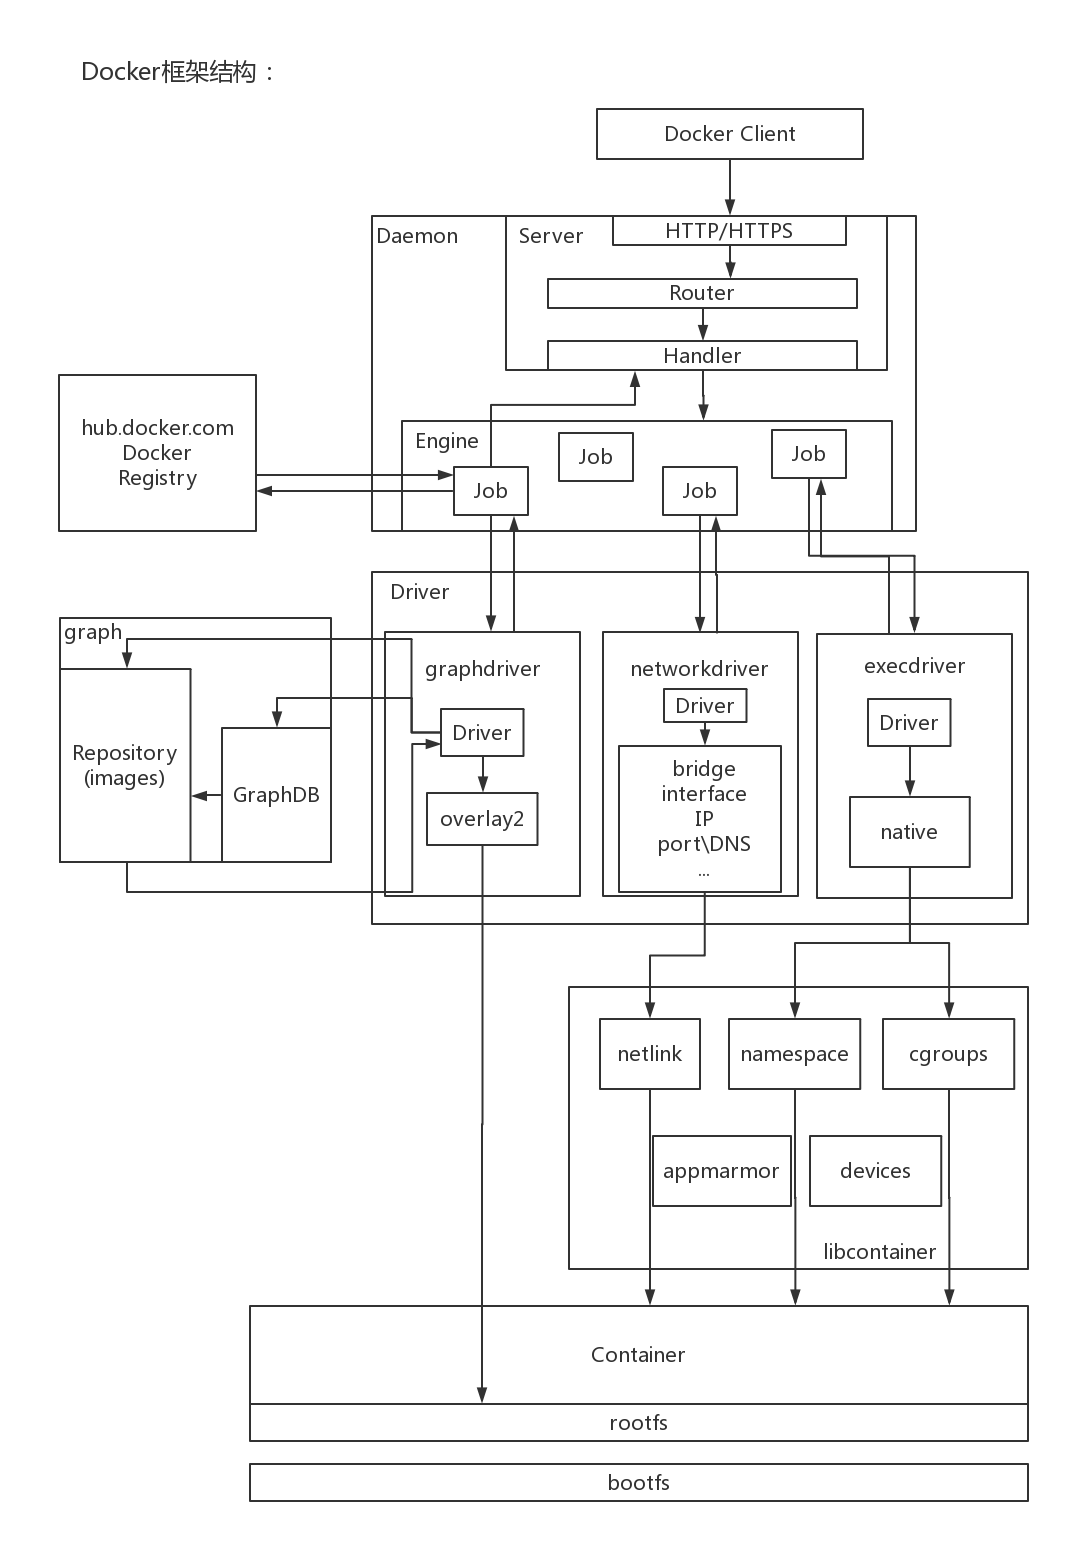 Docker框架结构：
Docker Client
Daemon
Server
HTTP/HTTPS
Router
Handler
hub.docker.com
Docker
Registry
Engine
Job
Job
Job
Job
Driver
graph
graphdriver
networkdriver
execdriver
Driver
Driver
Driver
Repository
(images)
GraphDB
overlay2
bridge
interface
IP
port\DNS
...
native
netlink
namespace
cgroups
appmarmor
devices
libcontainer
Container
rootfs
bootfs